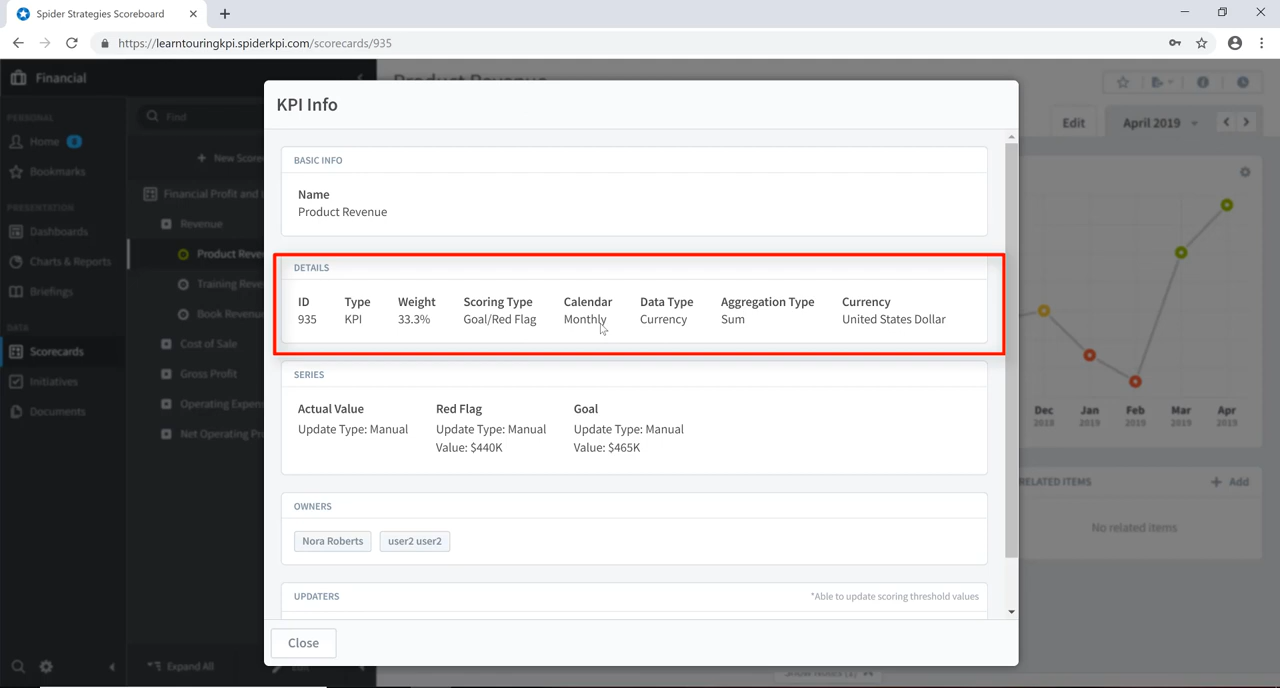 Spider Strategies Scoreboard
https://learntouringkpi.spiderkpi.com/scorecards/935
Financial
Product Revenue
PERSONAL
Home
Bookmarks
PRESENTATION
Dashboards
Charts & Reports
Briefings
DATA
Scorecards
Initiatives
Documents
Find
+ New Score
Financial Profit and
Revenue
Product Reve
Training Reve
Book Revenu
Cost of Sale
Gross Profit
Operating Expen
Net Operating Pr
Expand All
Edit
April 2019
KPI Info
BASIC INFO
Name
Product Revenue
DETAILS
ID Type Weight Scoring Type Calendar Data Type Aggregation Type Currency
935 KPI 33.3% Goal/Red Flag Monthly Currency Sum United States Dollar
SERIES
Actual Value Red Flag Goal
Update Type: Manual Update Type: Manual Update Type: Manual
Value: $440K Value: $465K
OWNERS
Nora Roberts user2 user2
UPDATERS *Able to update scoring threshold values
Close
Dec Jan Feb Mar Apr
2018 2019 2019 2019 2019
RELATED ITEMS + Add
No related items